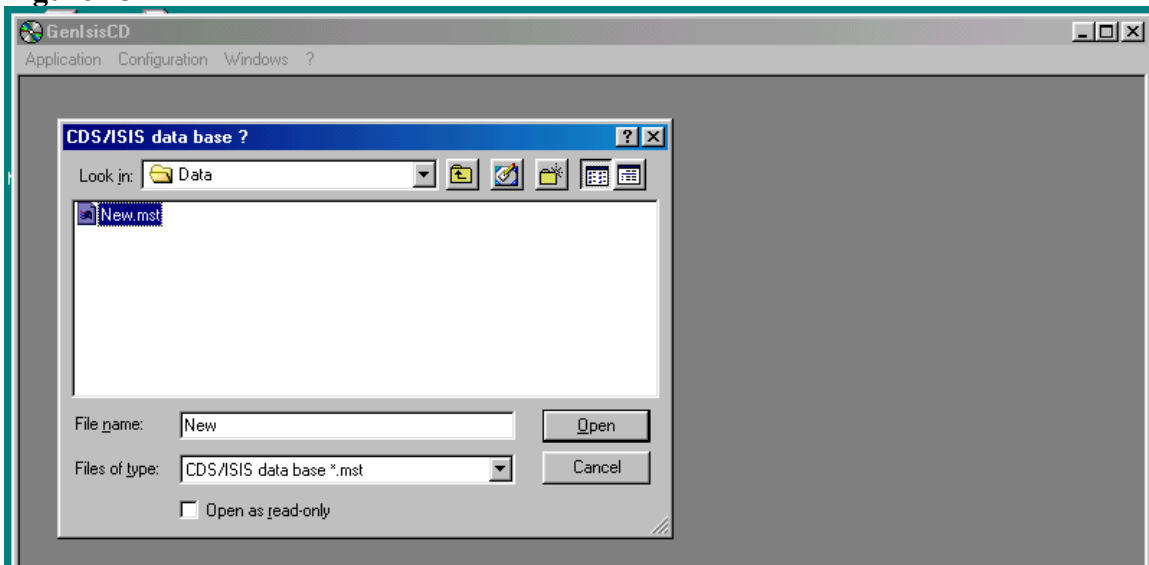 GenIsisCD
Application Configuration Windows ?
CDS/ISIS data base ?
Look in: Data
New.mst
File name: New Open
Files of type: CDS/ISIS data base *.mst Cancel
Open as read-only